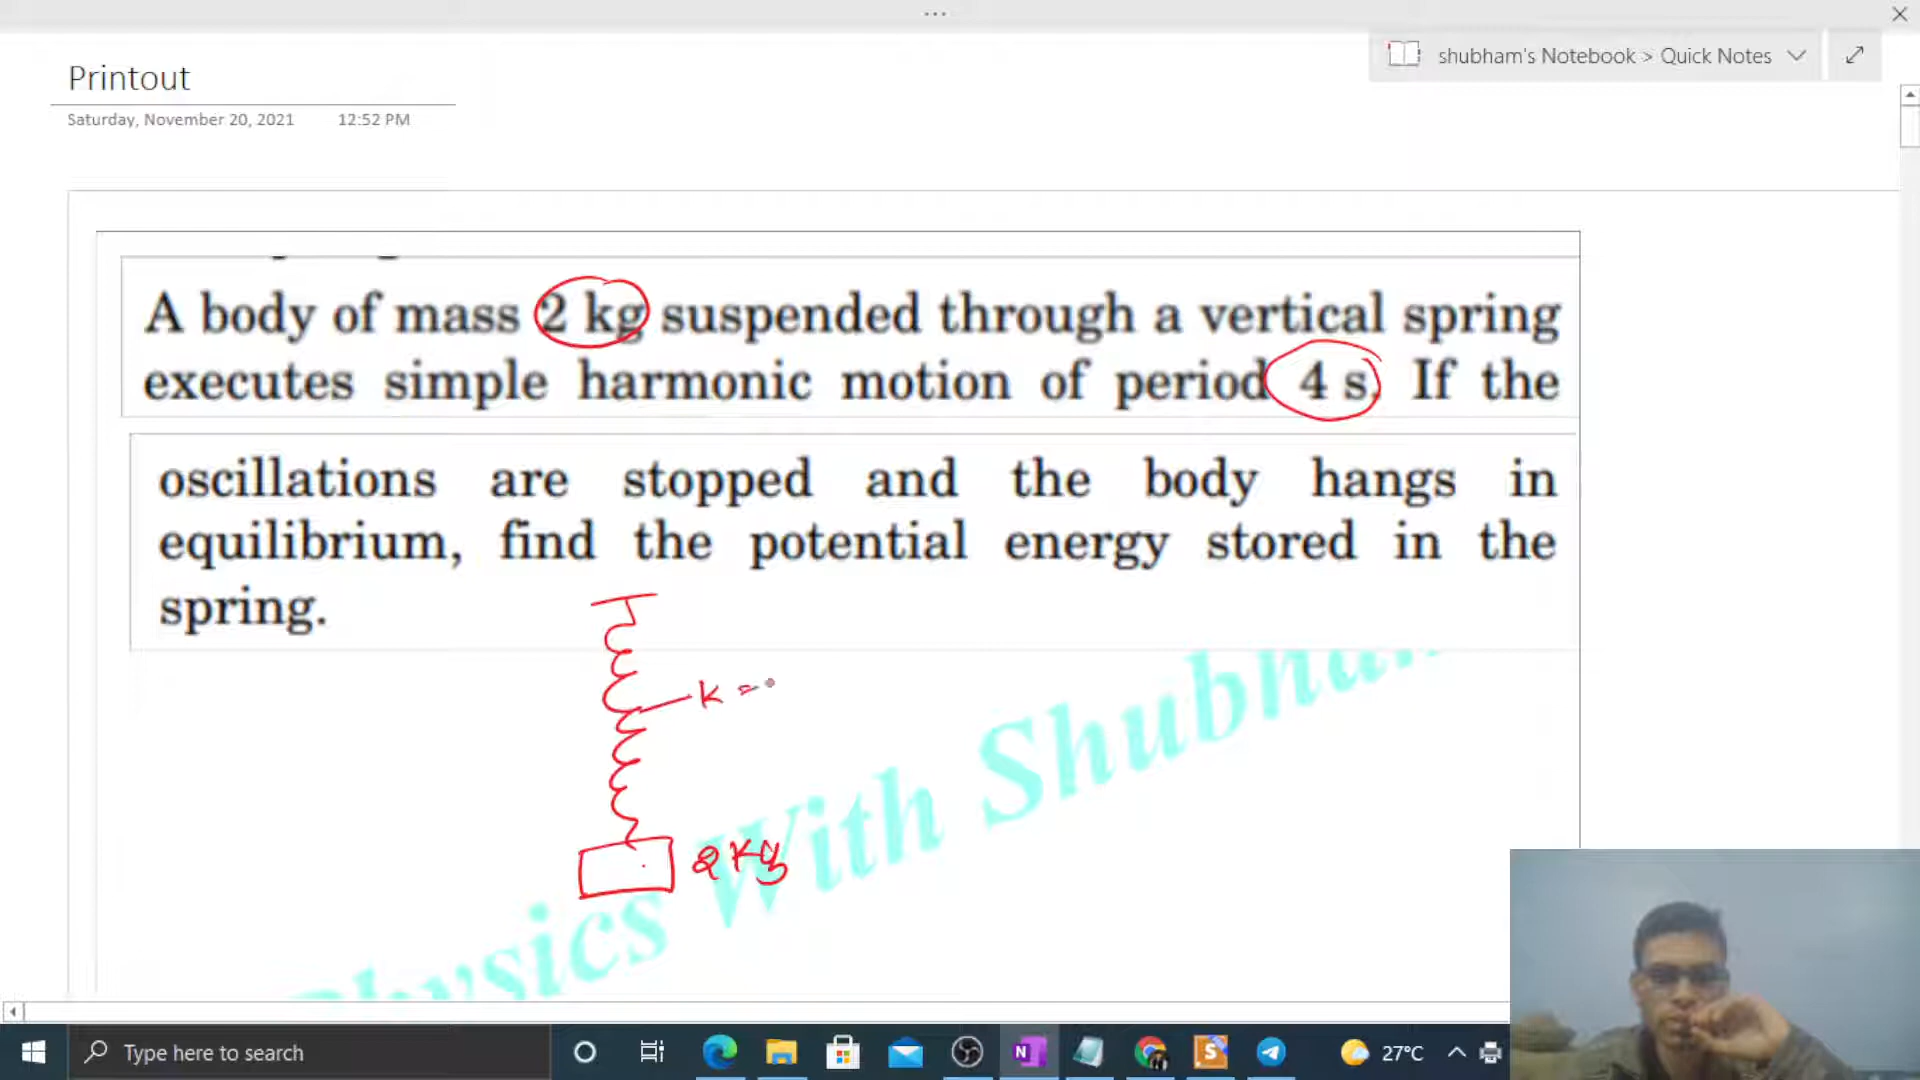 shubham's Notebook > Quick Notes
Printout
Saturday, November 20, 2021 12:52 PM
A body of mass 2 kg suspended through a vertical spring
executes simple harmonic motion of period 4 s. If the
oscillations are stopped and the body hangs in
equilibrium, find the potential energy stored in the
spring.
K =
2 Kg
Physics With Shubham
Type here to search
27°C